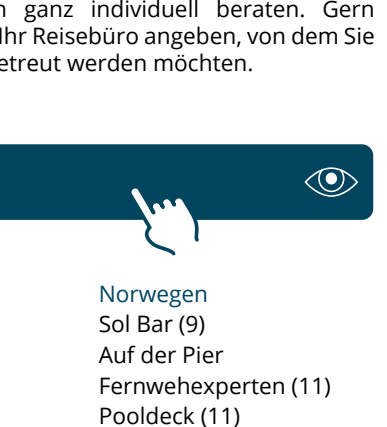 ganz individuell beraten. Gern
Ihr Reisebüro angeben, von dem Sie
etreut werden möchten.
Norwegen
Sol Bar (9)
Auf der Pier
Fernwehexperten (11)
Pooldeck (11)